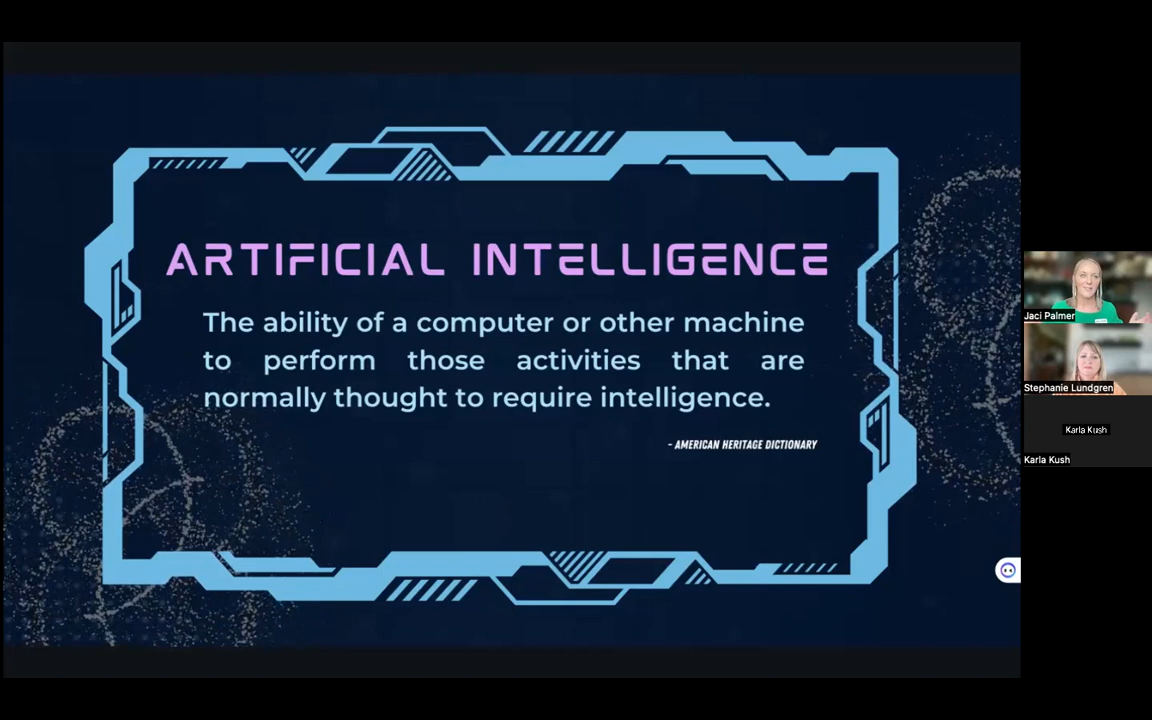 ARTIFICIAL INTELLIGENCE
The ability of a computer or other machine
to perform those activities that are
normally thought to require intelligence.
- AMERICAN HERITAGE DICTIONARY
Jaci Palmer
Stephanie Lundgren
Karla Kush
Karla Kush